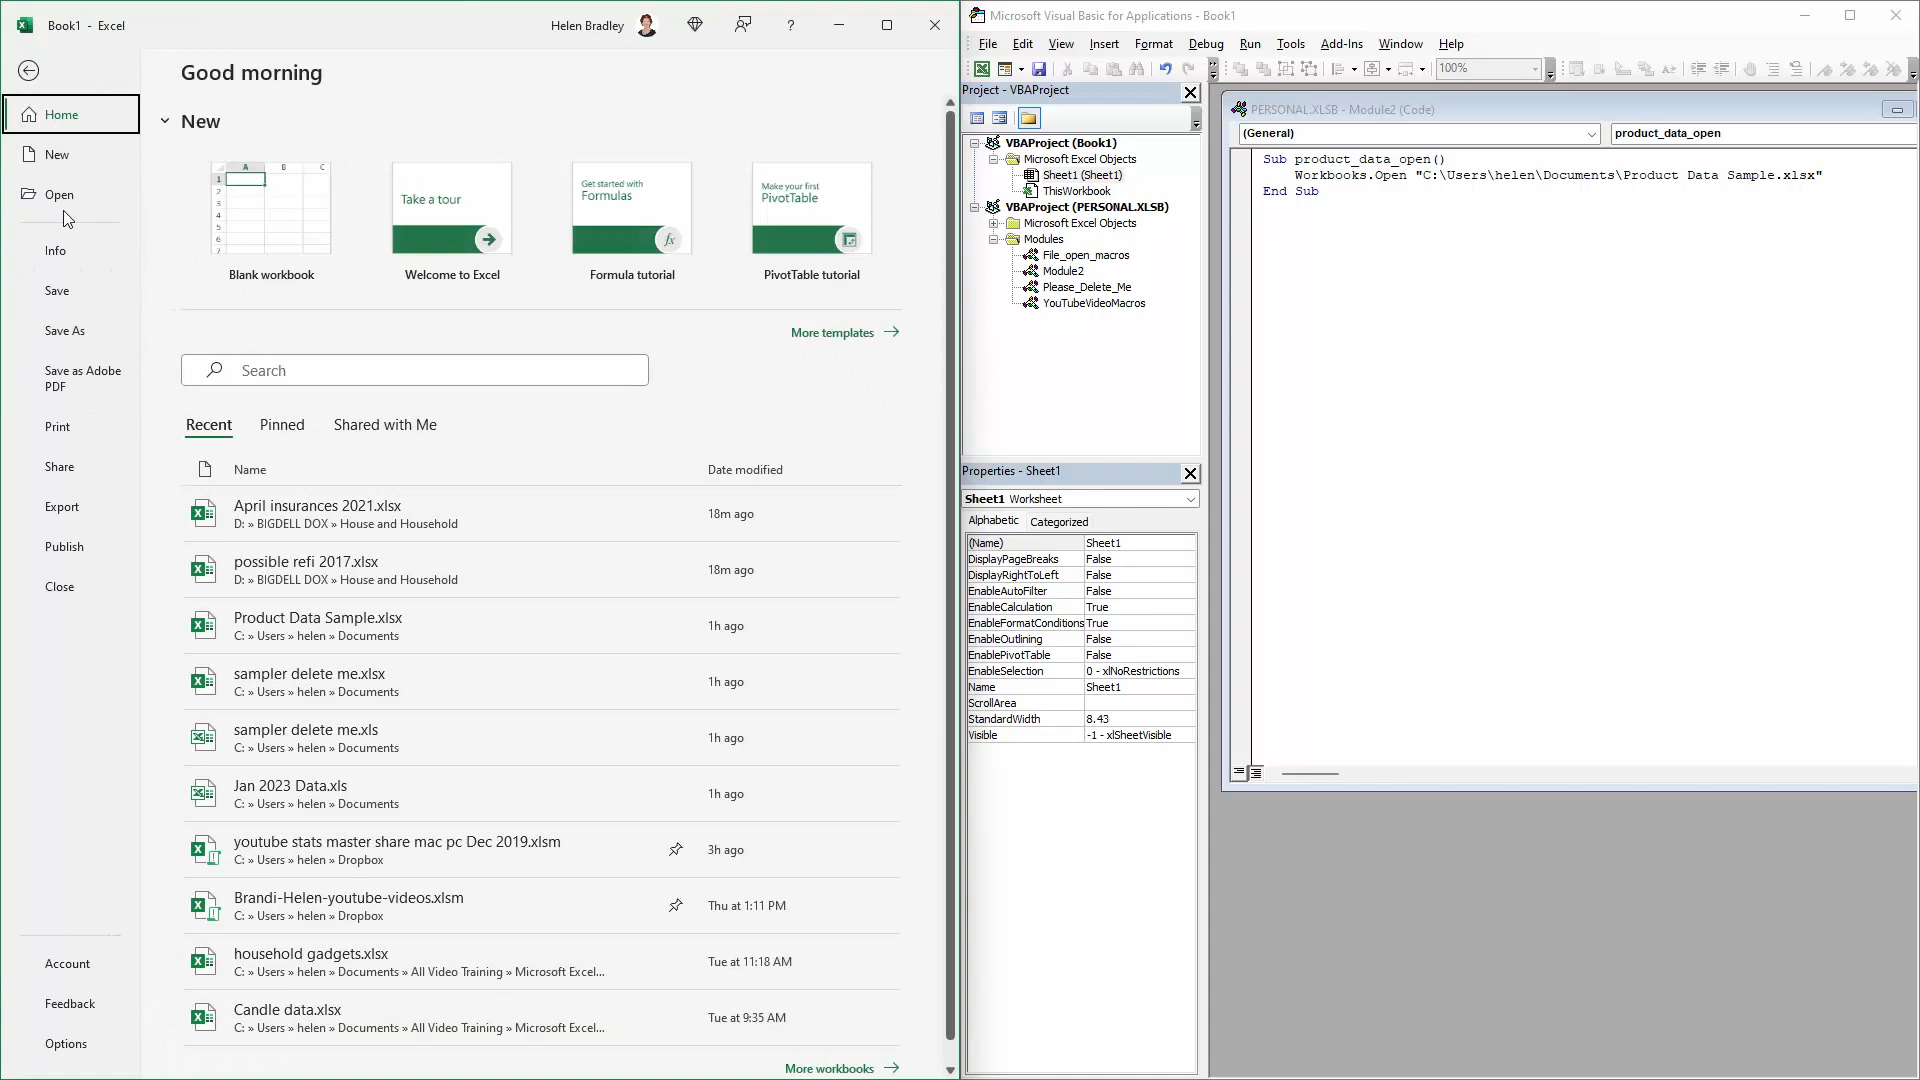 Book1 - Excel
Helen Bradley
?
Good morning
Home
New
Open
Info
Save
Save As
Save as Adobe
PDF
Print
Share
Export
Publish
Close
Account
Feedback
Options
New
A B C
1
2
3
4
5
6
7
Blank workbook
Take a tour
Welcome to Excel
Get started with
Formulas
fx
Formula tutorial
Make your first
PivotTable
PivotTable tutorial
More templates
Search
Recent Pinned Shared with Me
Name Date modified
April insurances 2021.xlsx
D: » BIGDELL DOX » House and Household
18m ago
possible refi 2017.xlsx
D: » BIGDELL DOX » House and Household
18m ago
Product Data Sample.xlsx
C: » Users » helen » Documents
1h ago
sampler delete me.xlsx
C: » Users » helen » Documents
1h ago
sampler delete me.xls
C: » Users » helen » Documents
1h ago
Jan 2023 Data.xls
C: » Users » helen » Documents
1h ago
youtube stats master share mac pc Dec 2019.xlsm
C: » Users » helen » Dropbox
3h ago
Brandi-Helen-youtube-videos.xlsm
C: » Users » helen » Dropbox
Thu at 1:11 PM
household gadgets.xlsx
C: » Users » helen » Documents » All Video Training » Microsoft Excel...
Tue at 11:18 AM
Candle data.xlsx
C: » Users » helen » Documents » All Video Training » Microsoft Excel...
Tue at 9:35 AM
More workbooks
Microsoft Visual Basic for Applications - Book1
File Edit View Insert Format Debug Run Tools Add-Ins Window Help
100%
Project - VBAProject
VBAProject (Book1)
Microsoft Excel Objects
Sheet1 (Sheet1)
ThisWorkbook
VBAProject (PERSONAL.XLSB)
Microsoft Excel Objects
Modules
File_open_macros
Module2
Please_Delete_Me
YouTubeVideoMacros
Properties - Sheet1
Sheet1 Worksheet
Alphabetic Categorized
(Name) Sheet1
DisplayPageBreaks False
DisplayRightToLeft False
EnableAutoFilter False
EnableCalculation True
EnableFormatConditions True
EnableOutlining False
EnablePivotTable False
EnableSelection 0 - xlNoRestrictions
Name Sheet1
ScrollArea
StandardWidth 8.43
Visible -1 - xlSheetVisible
PERSONAL.XLSB - Module2 (Code)
(General) product_data_open
Sub product_data_open()
Workbooks.Open "C:\Users\helen\Documents\Product Data Sample.xlsx"
End Sub